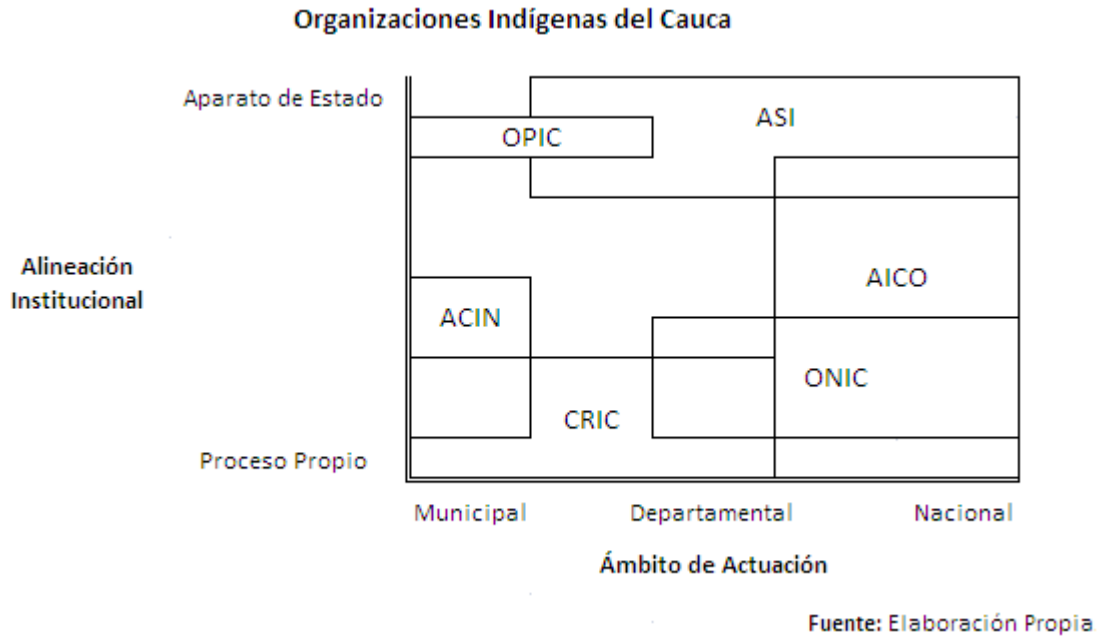 Organizaciones Indígenas del Cauca
Aparato de Estado
ASI
OPIC
Alineación
Institucional
AICO
ACIN
ONIC
CRIC
Proceso Propio
Municipal
Departamental
Nacional
Ámbito de Actuación
Fuente: Elaboración Propia